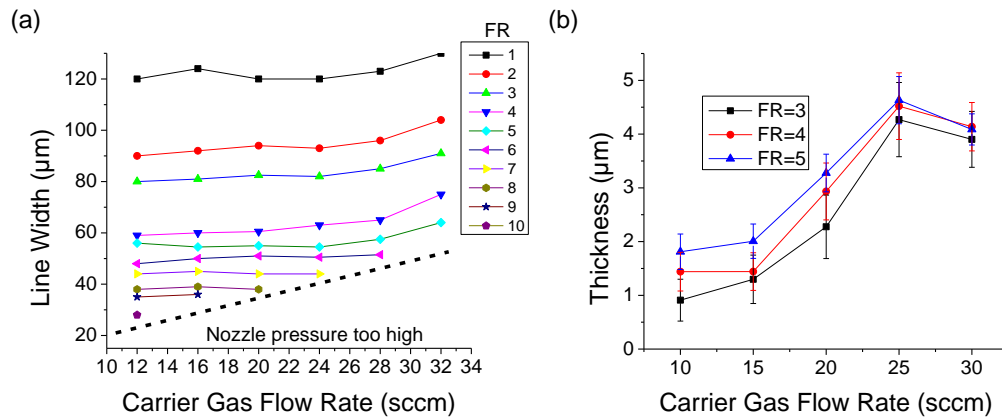 (a)
FR
1
2
3
4
5
6
7
8
9
10
Line Width (μm)
120
100
80
60
40
20
Nozzle pressure too high
10 12 14 16 18 20 22 24 26 28 30 32 34
Carrier Gas Flow Rate (sccm)
(b)
FR=3
FR=4
FR=5
Thickness (μm)
5
4
3
2
1
0
10 15 20 25 30
Carrier Gas Flow Rate (sccm)